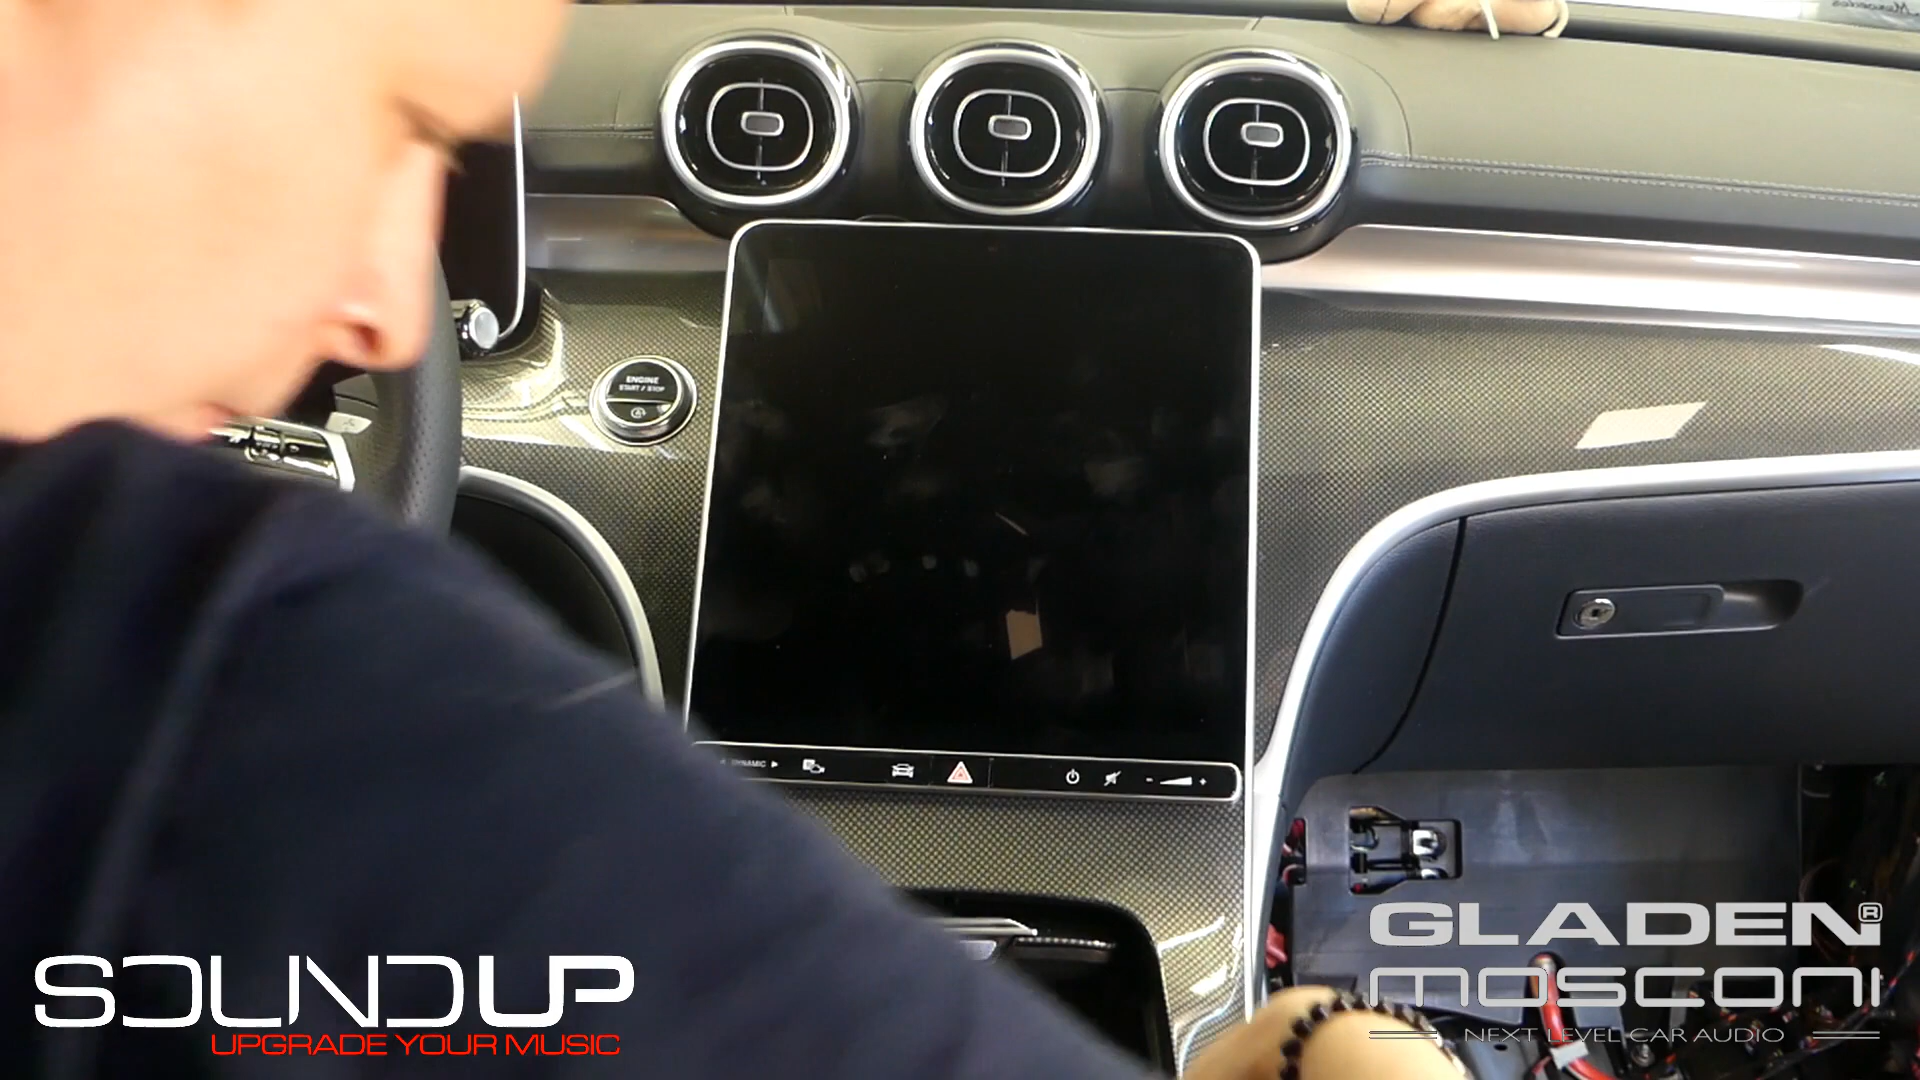 ENGINE
START / STOP
DYNAMIC
- +
SOUNDUP
UPGRADE YOUR MUSIC
GLADEN®
MOSCONI
NEXT LEVEL CAR AUDIO